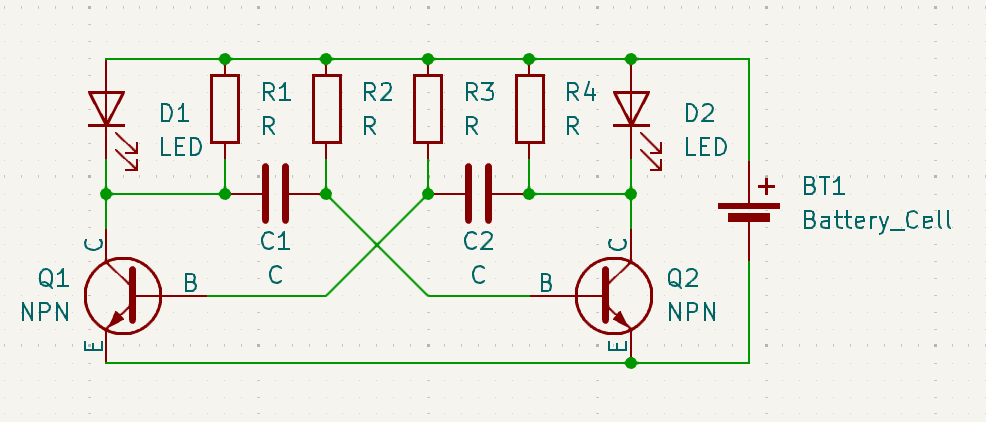 D1
LED
R1
R
R2
R
R3
R
R4
R
D2
LED
BT1
Battery_Cell
+
C1
C
C2
C
Q1
NPN
C
B
E
Q2
NPN
C
B
E